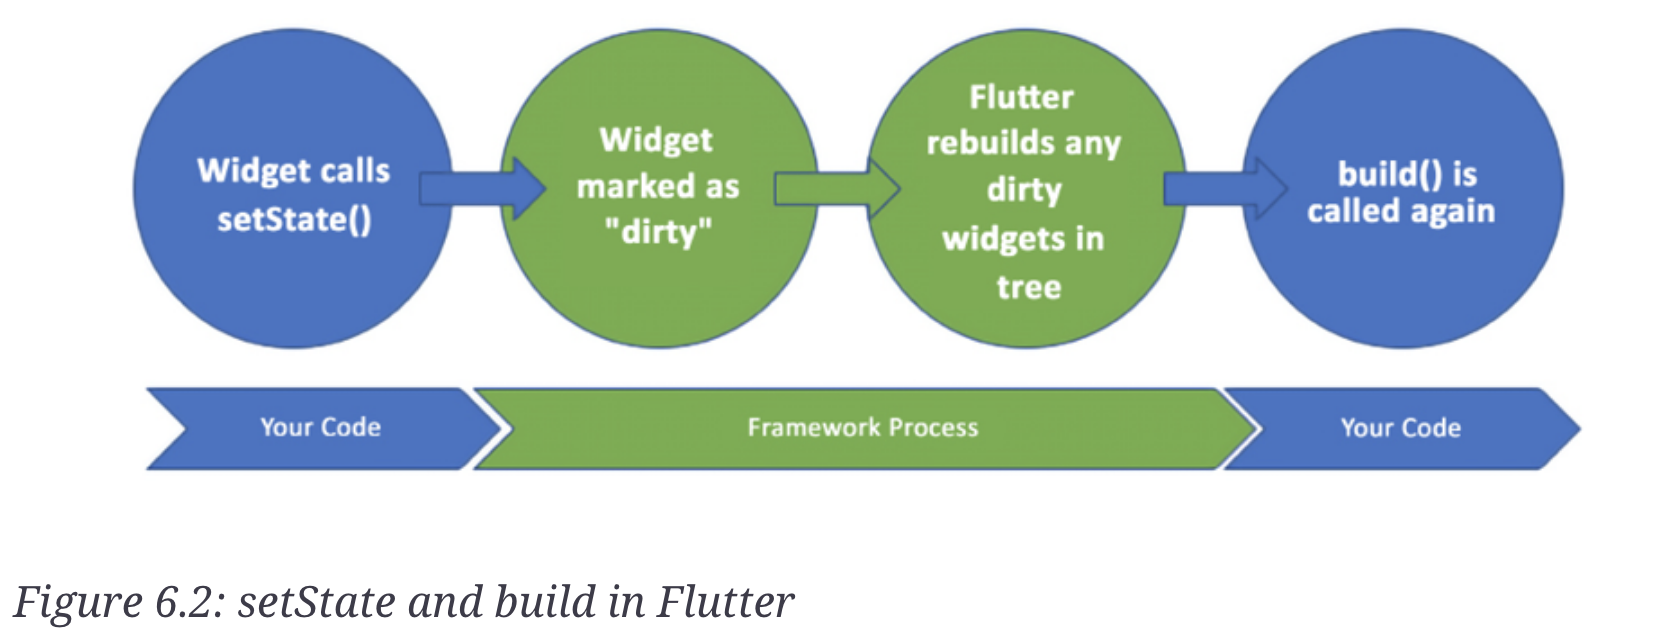 Widget calls
setState()
Widget
marked as
"dirty"
Flutter
rebuilds any
dirty
widgets in
tree
build() is
called again
Your Code
Framework Process
Your Code
Figure 6.2: setState and build in Flutter